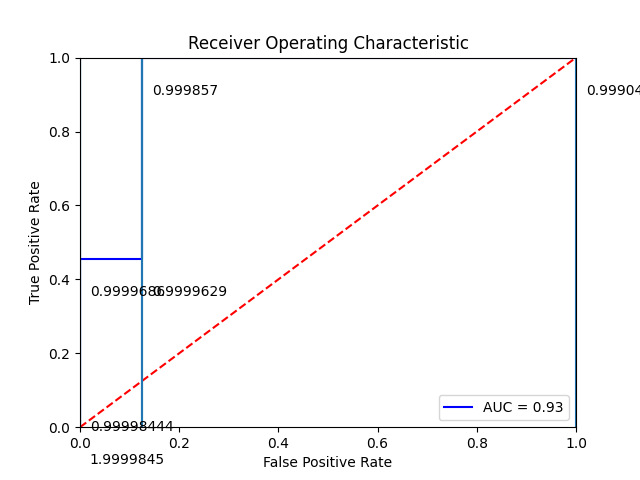 Receiver Operating Characteristic
1.0
0.999857
0.99904
0.8
0.6
True Positive Rate
0.4
0.9999629
0.2
AUC = 0.93
0.0
0.99998444
0.0 0.2 0.4 0.6 0.8 1.0
1.9999845
False Positive Rate